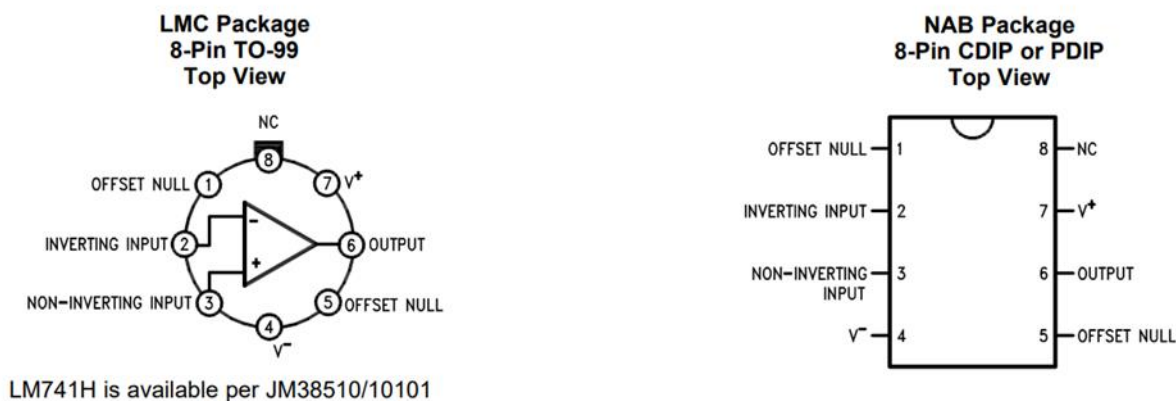 LMC Package
8-Pin TO-99
Top View
NC
8
OFFSET NULL 1
7 V+
INVERTING INPUT 2
-
6 OUTPUT
+
NON-INVERTING INPUT 3
5 OFFSET NULL
4
V-
LM741H is available per JM38510/10101
NAB Package
8-Pin CDIP or PDIP
Top View
OFFSET NULL 1 8 NC
INVERTING INPUT 2 7 V+
NON-INVERTING 3 6 OUTPUT
INPUT
V- 4 5 OFFSET NULL